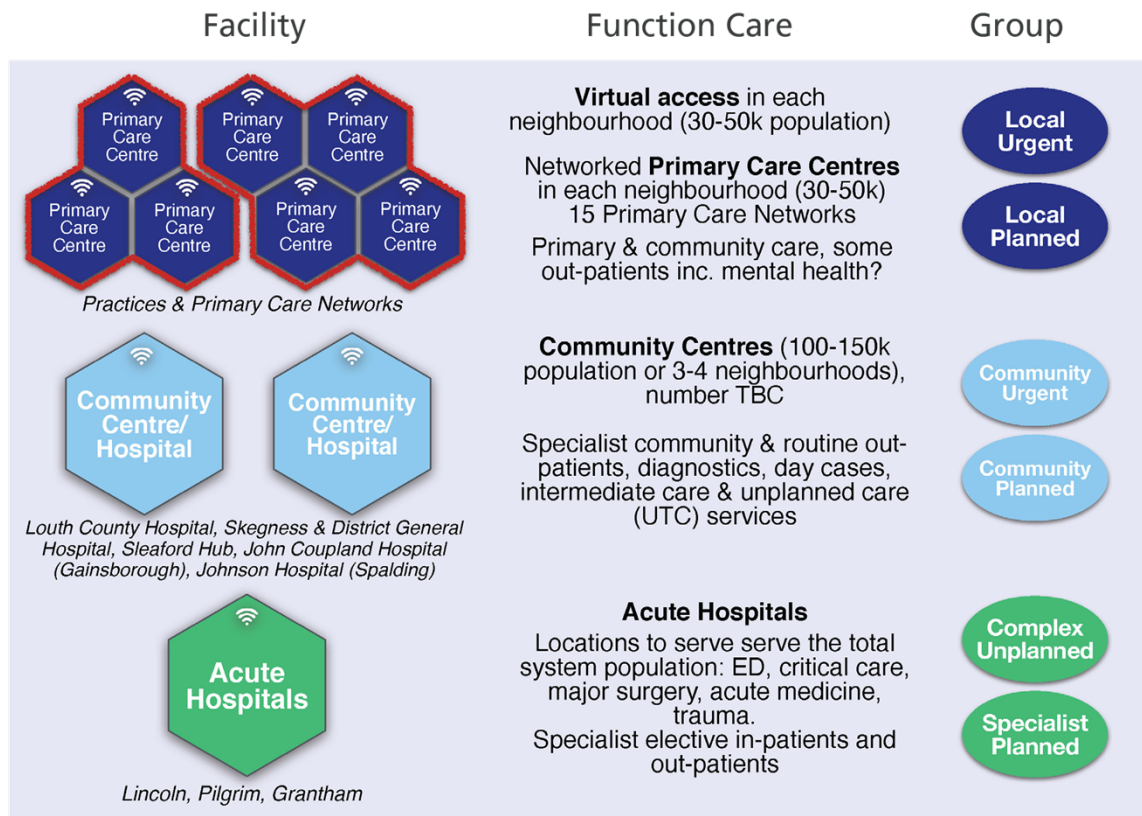 Facility
Function Care
Group
Primary
Care
Centre
Primary
Care
Centre
Primary
Care
Centre
Primary
Care
Centre
Primary
Care
Centre
Primary
Care
Centre
Primary
Care
Centre
Practices & Primary Care Networks
Virtual access in each
neighbourhood (30-50k population)
Networked Primary Care Centres
in each neighbourhood (30-50k)
15 Primary Care Networks
Primary & community care, some
out-patients inc. mental health?
Local
Urgent
Local
Planned
Community
Centre/
Hospital
Community
Centre/
Hospital
Louth County Hospital, Skegness & District General
Hospital, Sleaford Hub, John Coupland Hospital
(Gainsborough), Johnson Hospital (Spalding)
Community Centres (100-150k
population or 3-4 neighbourhoods),
number TBC
Specialist community & routine out-
patients, diagnostics, day cases,
intermediate care & unplanned care
(UTC) services
Community
Urgent
Community
Planned
Acute
Hospitals
Lincoln, Pilgrim, Grantham
Acute Hospitals
Locations to serve serve the total
system population: ED, critical care,
major surgery, acute medicine,
trauma.
Specialist elective in-patients and
out-patients
Complex
Unplanned
Specialist
Planned